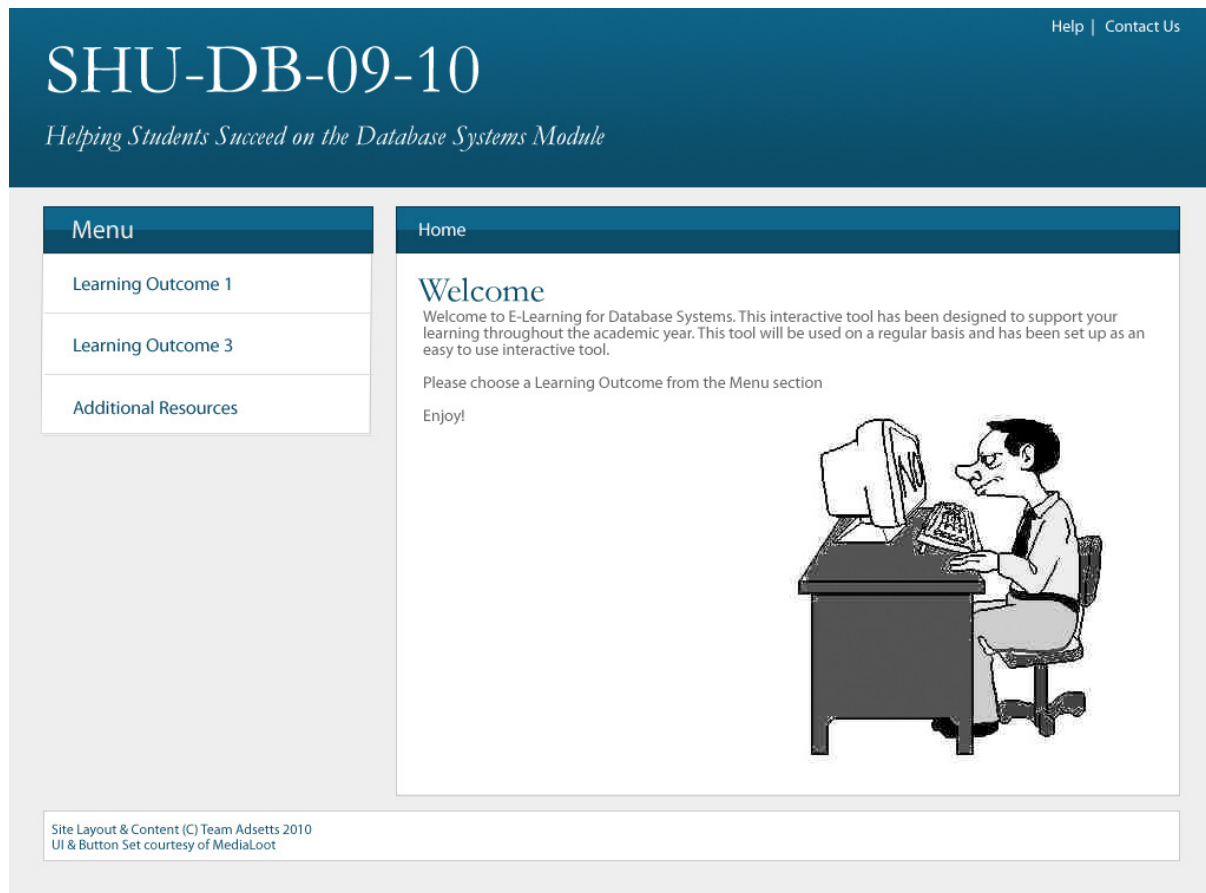 Help | Contact Us
SHU-DB-09-10
Helping Students Succeed on the Database Systems Module
Menu
Learning Outcome 1
Learning Outcome 3
Additional Resources
Home
Welcome
Welcome to E-Learning for Database Systems. This interactive tool has been designed to support your
learning throughout the academic year. This tool will be used on a regular basis and has been set up as an
easy to use interactive tool.
Please choose a Learning Outcome from the Menu section
Enjoy!
NO
Site Layout & Content (C) Team Adsetts 2010
UI & Button Set courtesy of MediaLoot